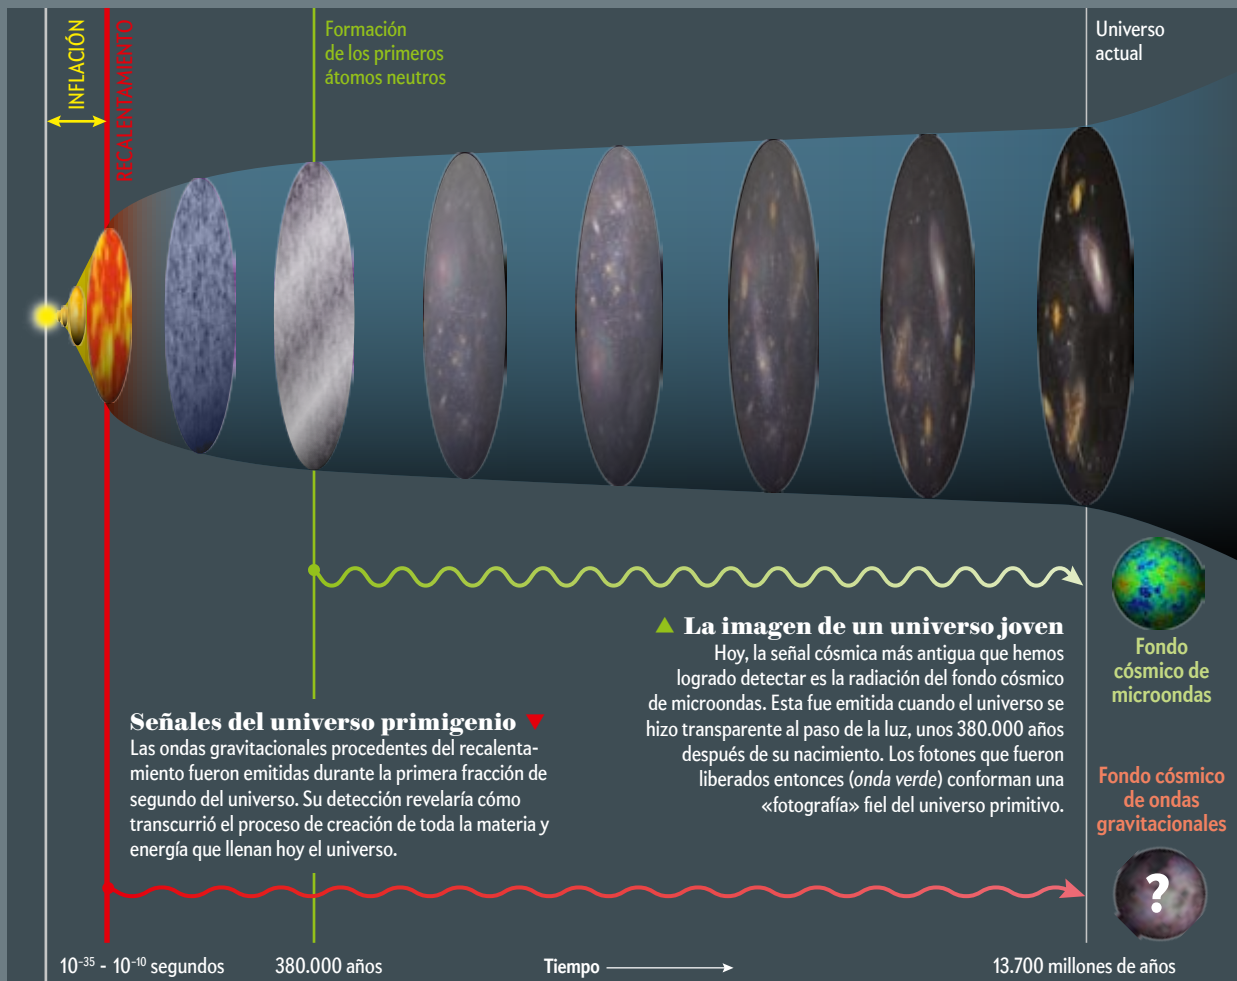 INFLACIÓN
RECALENTAMIENTO
Formación
de los primeros
átomos neutros
Universo
actual
▲ La imagen de un universo joven
Hoy, la señal cósmica más antigua que hemos
logrado detectar es la radiación del fondo cósmico
de microondas. Esta fue emitida cuando el universo se
hizo transparente al paso de la luz, unos 380.000 años
después de su nacimiento. Los fotones que fueron
liberados entonces (onda verde) conforman una
«fotografía» fiel del universo primitivo.
Fondo
cósmico de
microondas
Señales del universo primigenio ▼
Las ondas gravitacionales procedentes del recalenta-
miento fueron emitidas durante la primera fracción de
segundo del universo. Su detección revelaría cómo
transcurrió el proceso de creación de toda la materia y
energía que llenan hoy el universo.
Fondo cósmico
de ondas
gravitacionales
?
10⁻³⁵ - 10⁻¹⁰ segundos
380.000 años
Tiempo
13.700 millones de años